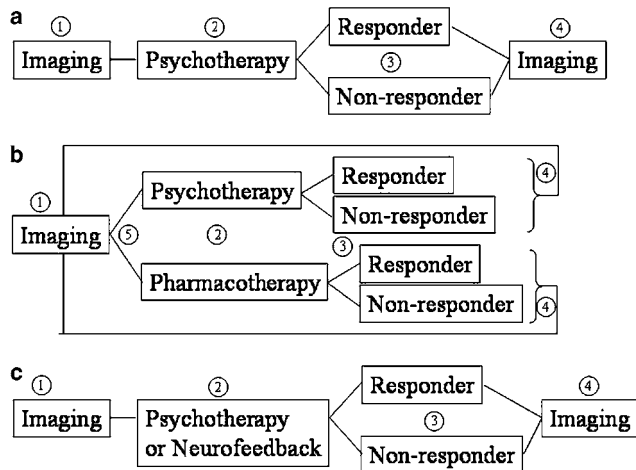 a
① ② ④
Responder
Imaging Psychotherapy ③ Imaging
Non-responder
b
④
① Psychotherapy Responder
Non-responder
Imaging ⑤ ② ③
Responder
Pharmacotherapy
Non-responder ④
c
① ② Responder ④
Imaging Psychotherapy ③ Imaging
or Neurofeedback Non-responder